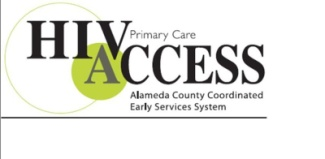 HIV Primary Care
ACCESS
Alameda County Coordinated
Early Services System